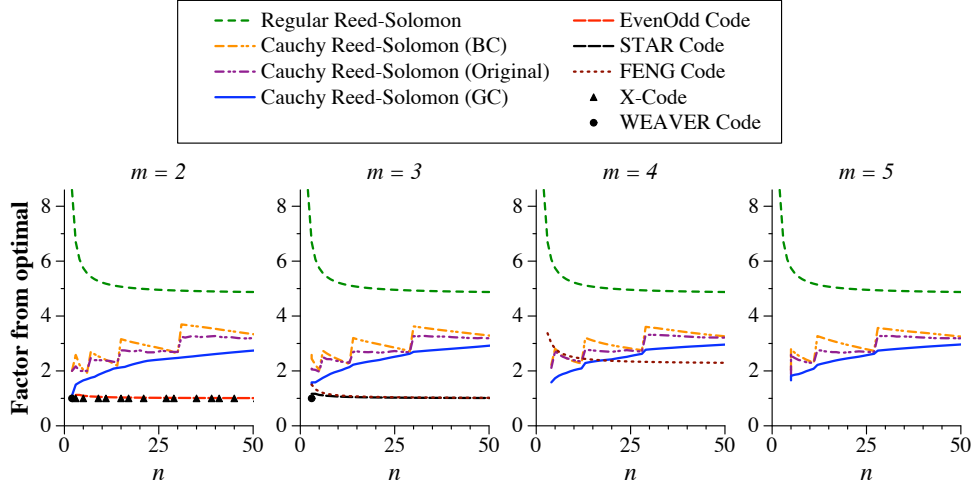 Regular Reed-Solomon
Cauchy Reed-Solomon (BC)
Cauchy Reed-Solomon (Original)
Cauchy Reed-Solomon (GC)
EvenOdd Code
STAR Code
FENG Code
X-Code
WEAVER Code
Factor from optimal
m = 2
8
6
4
2
0
0
25
50
n
m = 3
8
6
4
2
0
0
25
50
n
m = 4
8
6
4
2
0
0
25
50
n
m = 5
8
6
4
2
0
0
25
50
n